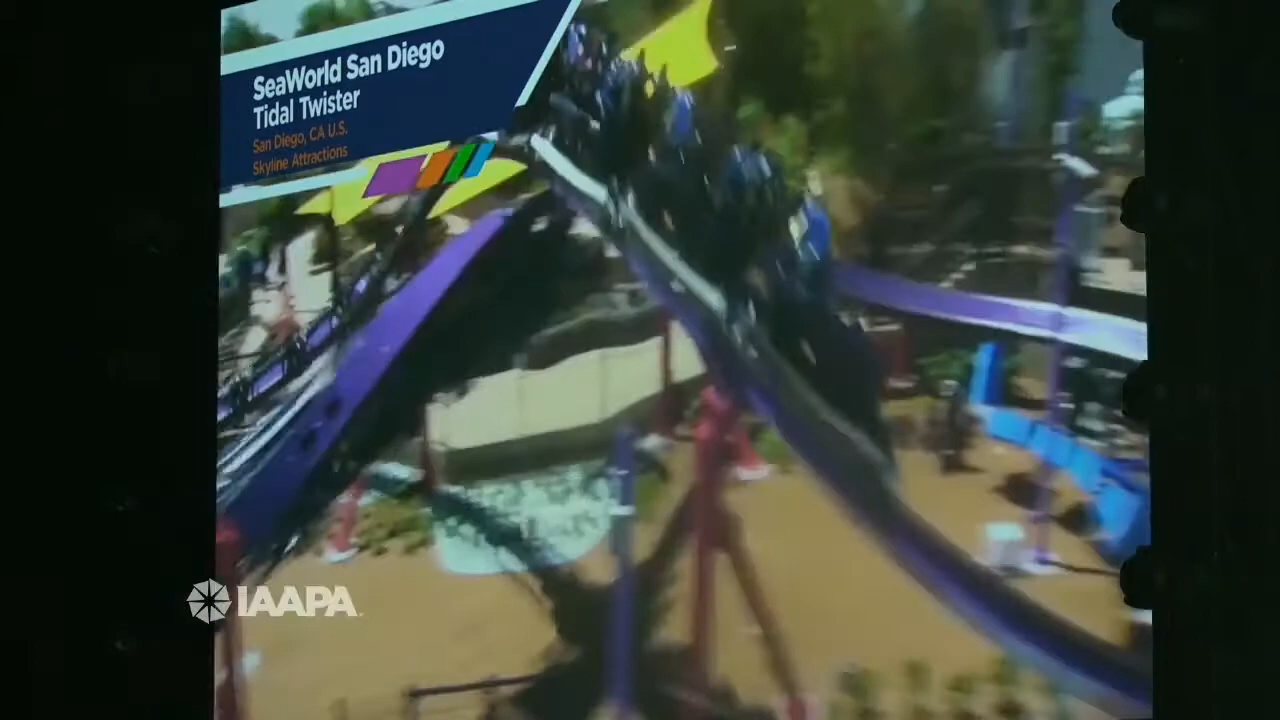 SeaWorld San Diego
Tidal Twister
San Diego, CA U.S.
Skyline Attractions
IAAPA